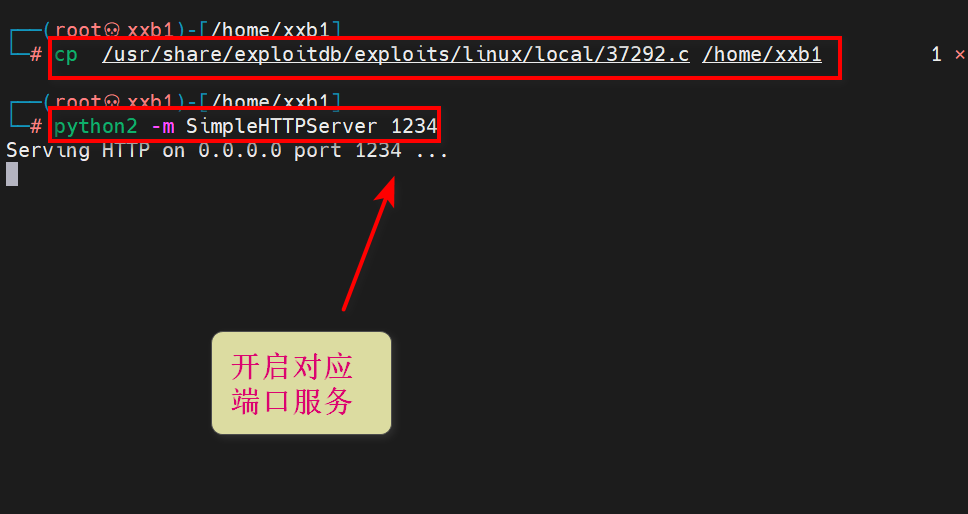 ┌──(root💀xxb1)-[/home/xxb1]
└─# cp  /usr/share/exploitdb/exploits/linux/local/37292.c /home/xxb1 1 ⨯
┌──(root💀xxb1)-[/home/xxb1]
└─# python2 -m SimpleHTTPServer 1234
Serving HTTP on 0.0.0.0 port 1234 ...
开启对应
端口服务